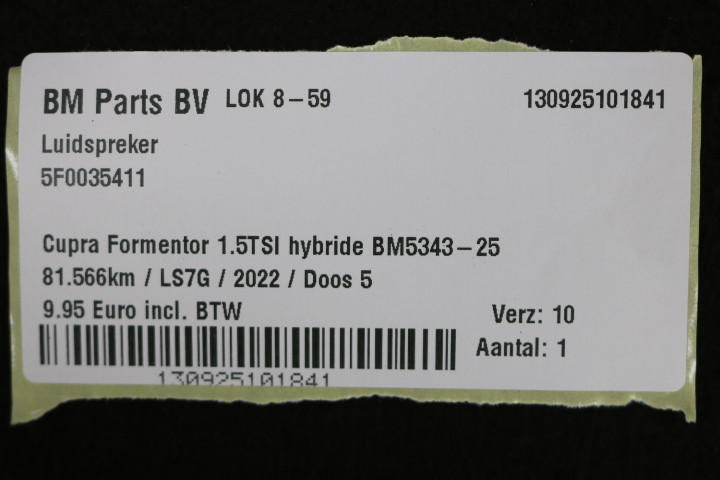 BM Parts BV LOK 8-59 130925101841
Luidspreker
5F0035411
Cupra Formentor 1.5TSI hybride BM5343-25
81.566km / LS7G / 2022 / Doos 5
9.95 Euro incl. BTW Verz: 10
Aantal: 1
130925101841